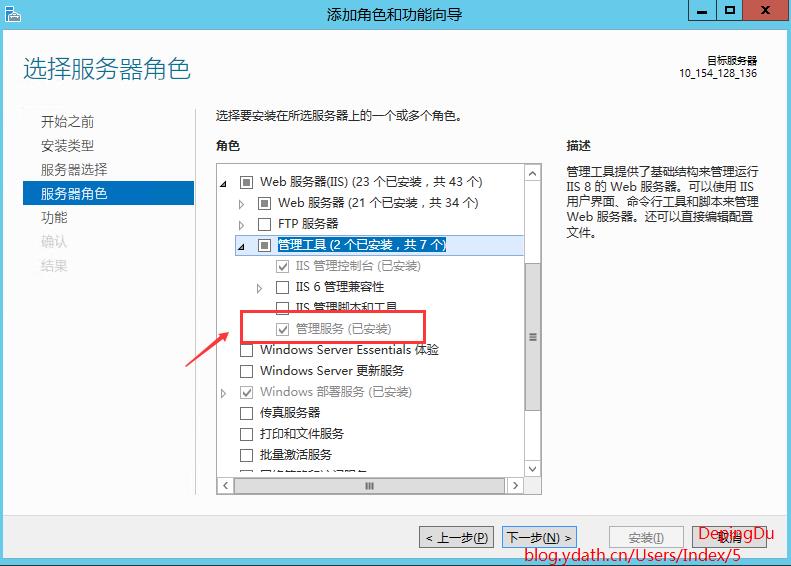 添加角色和功能向导
选择服务器角色
目标服务器
10_154_128_136
开始之前
安装类型
服务器选择
服务器角色
功能
确认
结果
选择要安装在所选服务器上的一个或多个角色。
角色
Web 服务器(IIS) (23 个已安装，共 43 个)
Web 服务器 (21 个已安装，共 34 个)
FTP 服务器
管理工具 (2 个已安装，共 7 个)
IIS 管理控制台 (已安装)
IIS 6 管理兼容性
IIS 管理脚本和工具
管理服务 (已安装)
Windows Server Essentials 体验
Windows Server 更新服务
Windows 部署服务 (已安装)
传真服务器
打印和文件服务
批量激活服务
描述
管理工具提供了基础结构来管理运行
IIS 8 的 Web 服务器。可以使用 IIS
用户界面、命令行工具和脚本来管理
Web 服务器。还可以直接编辑配置
文件。
< 上一步(P)
下一步(N) >
安装(I)
取消
DepingDu
blog.ydath.cn/Users/Index/5